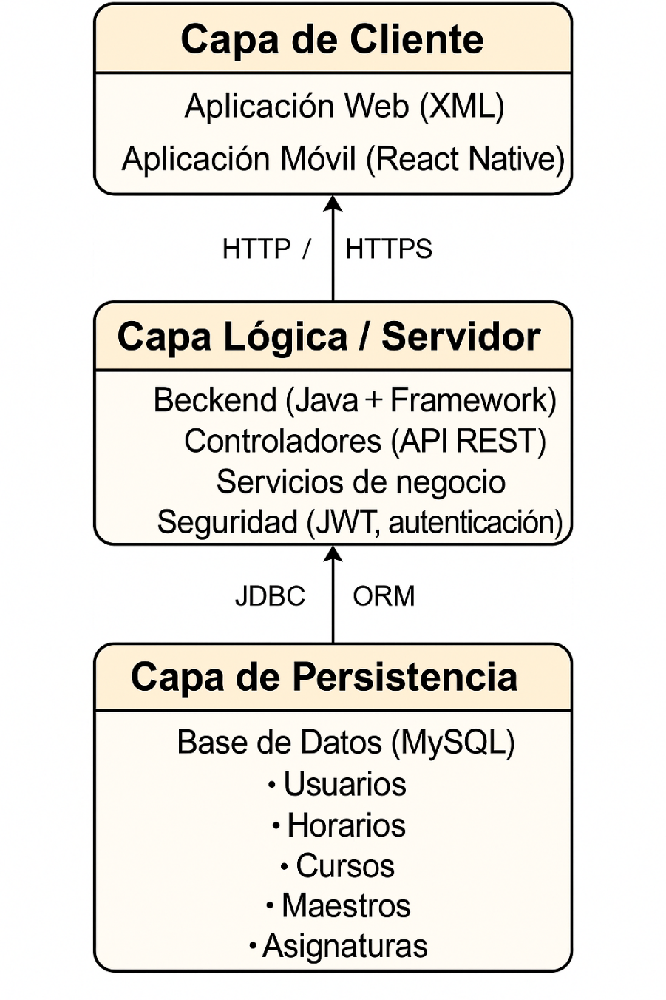 Capa de Cliente
Aplicación Web (XML)
Aplicación Móvil (React Native)
HTTP / HTTPS
Capa Lógica / Servidor
Beckend (Java + Framework)
Controladores (API REST)
Servicios de negocio
Seguridad (JWT, autenticación)
JDBC ORM
Capa de Persistencia
Base de Datos (MySQL)
• Usuarios
• Horarios
• Cursos
• Maestros
• Asignaturas